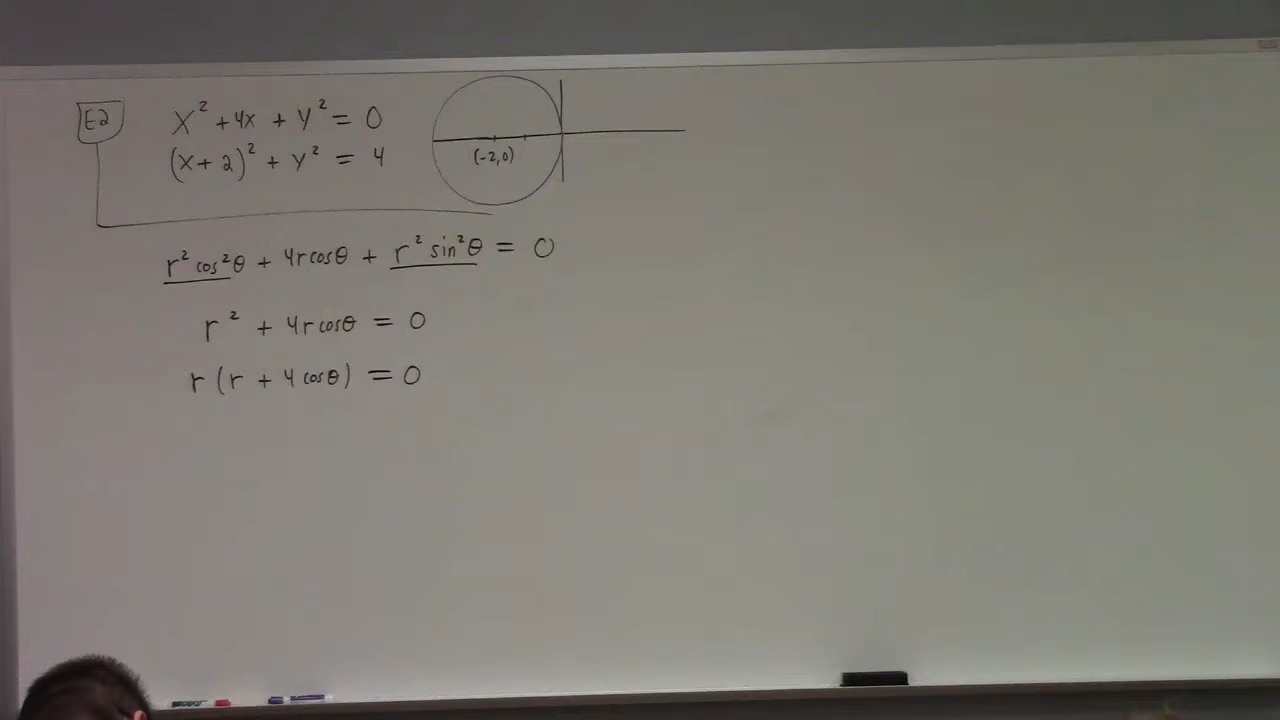 E2
x² + 4x + y² = 0
(x + 2)² + y² = 4
(-2,0)
r² cos²θ + 4r cosθ + r² sin²θ = 0
r² + 4r cosθ = 0
r (r + 4 cosθ) = 0